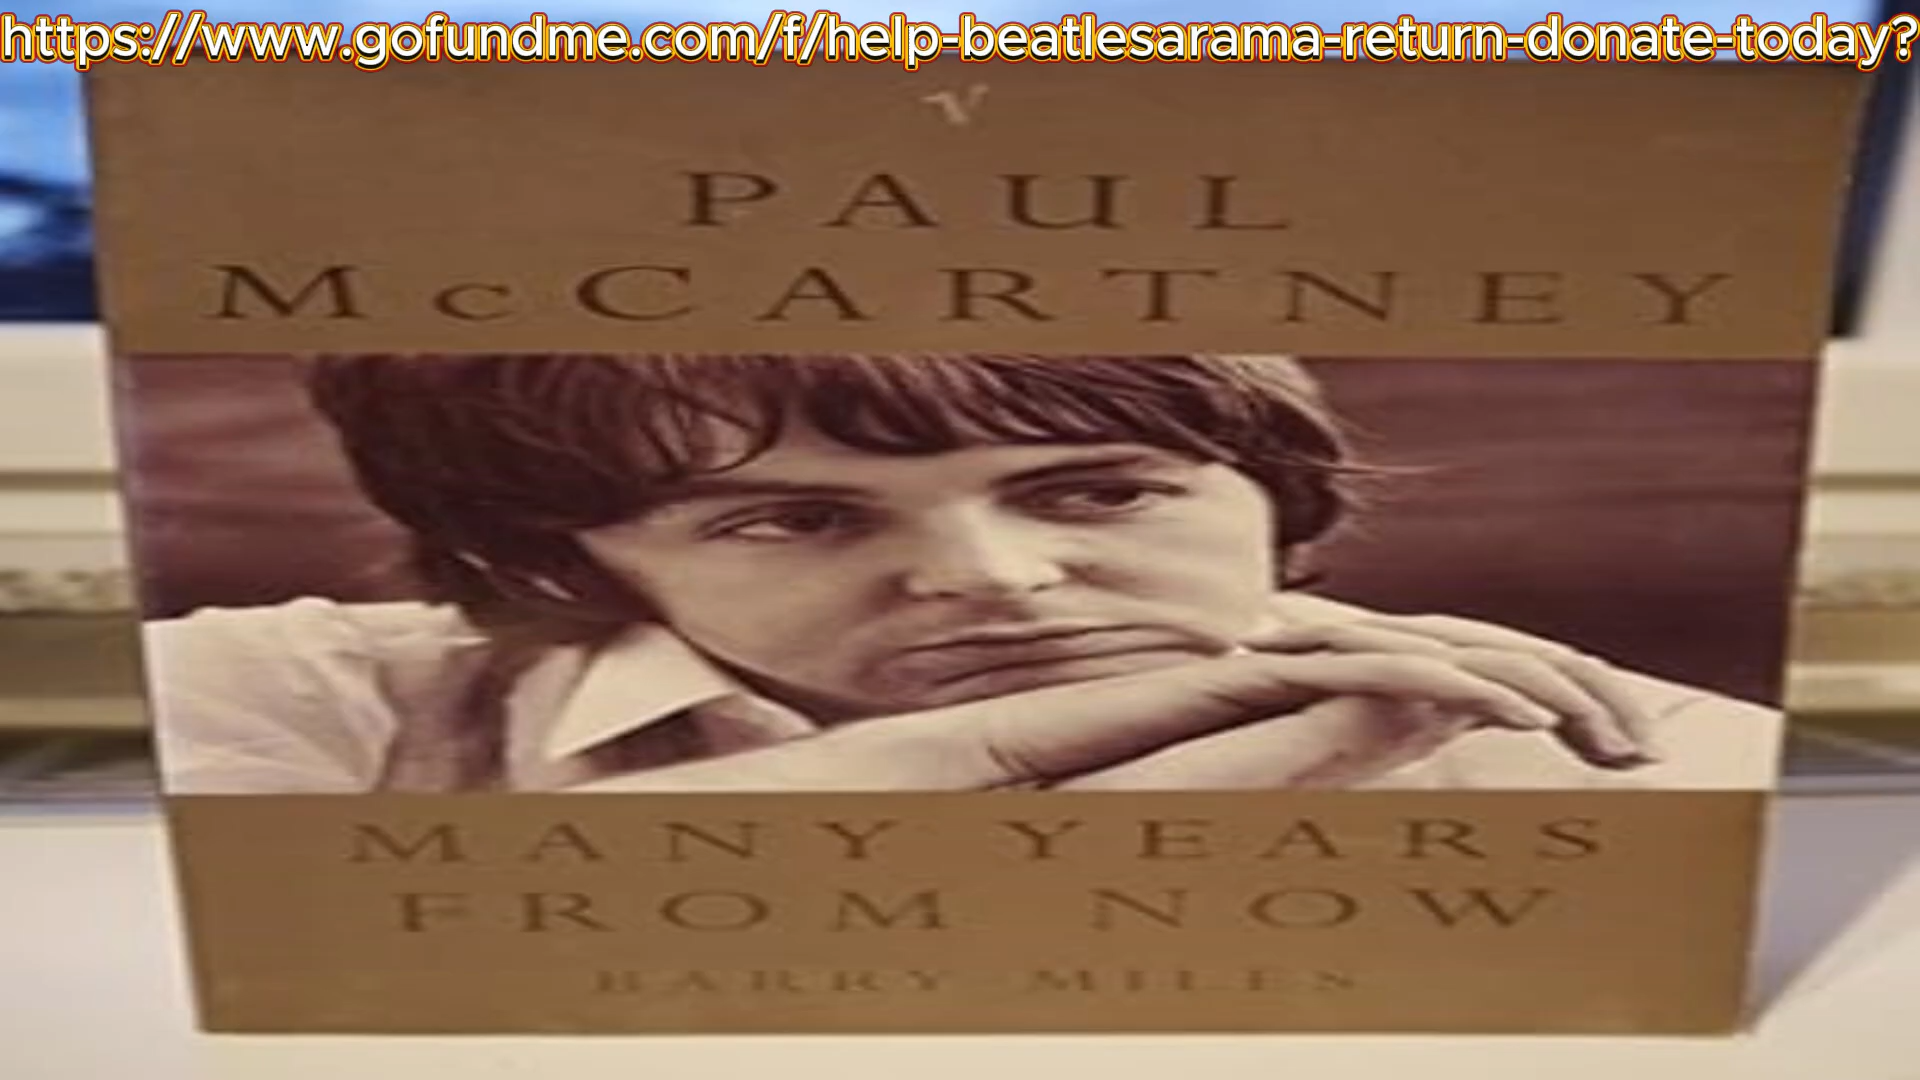 https://www.gofundme.com/f/help-beatlesarama-return-donate-today?
V
PAUL
McCARTNEY
MANY YEARS
FROM NOW
BARRY MILES